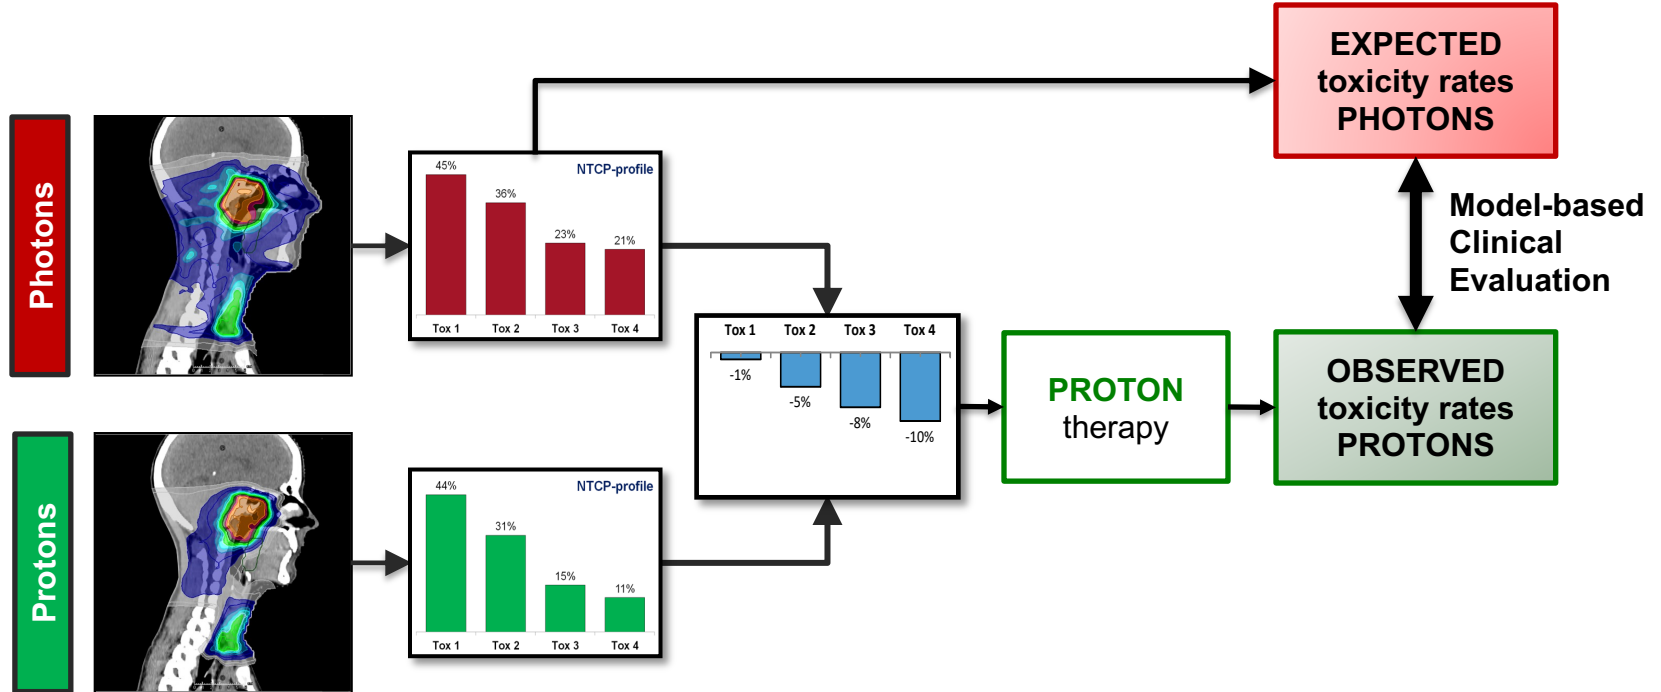 EXPECTED
toxicity rates
PHOTONS
Photons
NTCP-profile
45%
36%
23%
21%
Tox 1 Tox 2 Tox 3 Tox 4
Model-based
Clinical
Evaluation
Tox 1 Tox 2 Tox 3 Tox 4
-1%
-5%
-8%
-10%
PROTON
therapy
OBSERVED
toxicity rates
PROTONS
Protons
NTCP-profile
44%
31%
15%
11%
Tox 1 Tox 2 Tox 3 Tox 4